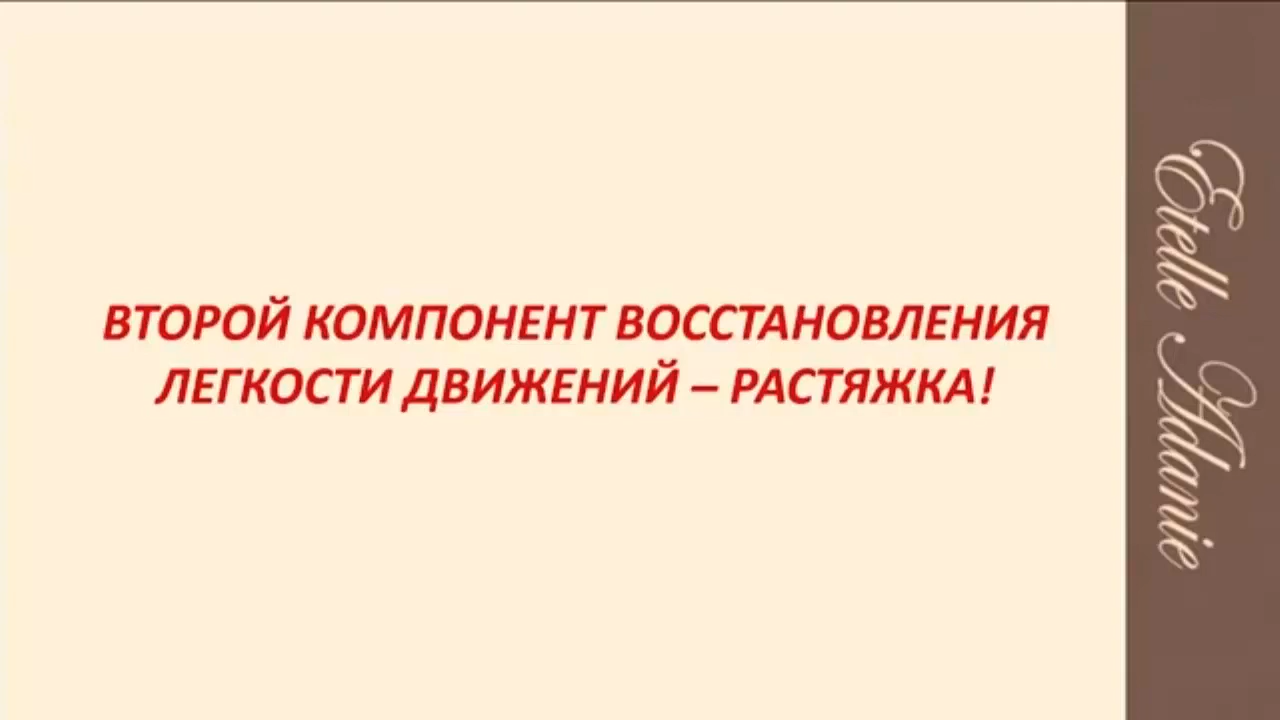 ВТОРОЙ КОМПОНЕНТ ВОССТАНОВЛЕНИЯ
ЛЕГКОСТИ ДВИЖЕНИЙ – РАСТЯЖКА!
Etelle Adamie